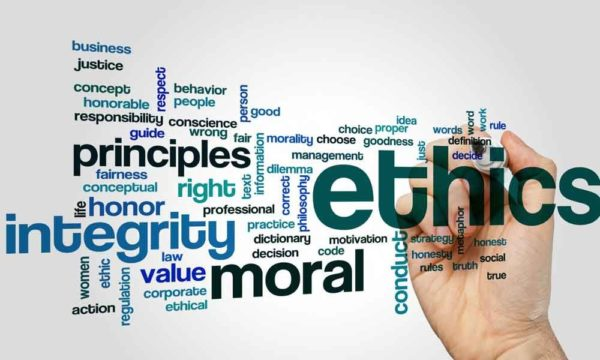 business
justice
concept
honorable
respect
behavior
people
person
good
responsibility
conscience
guide
wrong
fair
morality
choose
choice
proper
idea
goodness
just
words
word
work
rule
definition
decide
principles
information
dilemma
management
ethics
fairness
conceptual
right
text
correct
philosophy
life
honor
professional
integrity
practice
dictionary
decision
motivation
code
conduct
strategy
metaphor
honest
honesty
social
rules
truth
true
women
ethic
regulation
law
value
moral
corporate
ethical
action